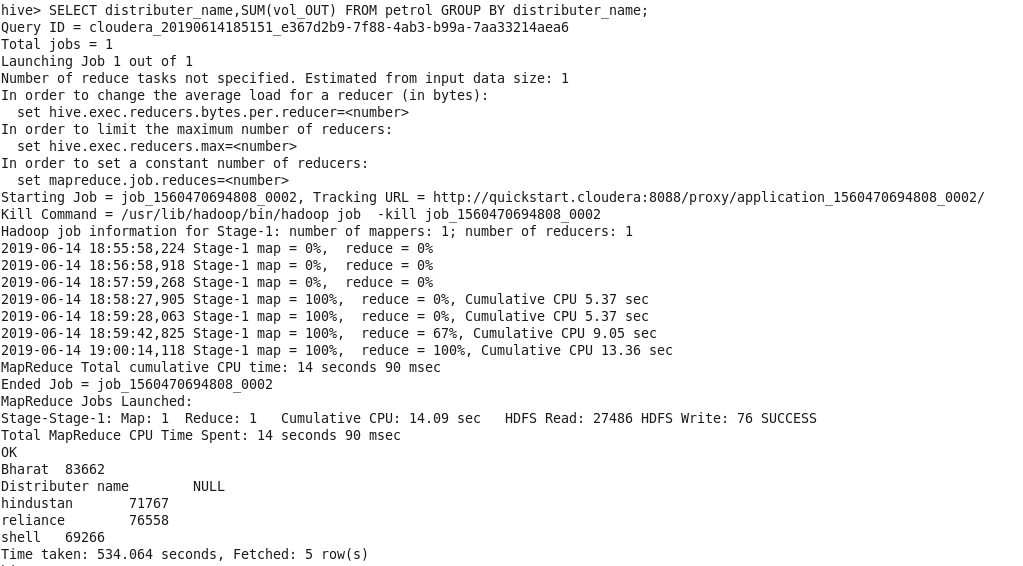 hive> SELECT distributer_name,SUM(vol_OUT) FROM petrol GROUP BY distributer_name;
Query ID = cloudera_20190614185151_e367d2b9-7f88-4ab3-b99a-7aa33214aea6
Total jobs = 1
Launching Job 1 out of 1
Number of reduce tasks not specified. Estimated from input data size: 1
In order to change the average load for a reducer (in bytes):
  set hive.exec.reducers.bytes.per.reducer=<number>
In order to limit the maximum number of reducers:
  set hive.exec.reducers.max=<number>
In order to set a constant number of reducers:
  set mapreduce.job.reduces=<number>
Starting Job = job_1560470694808_0002, Tracking URL = http://quickstart.cloudera:8088/proxy/application_1560470694808_0002/
Kill Command = /usr/lib/hadoop/bin/hadoop job  -kill job_1560470694808_0002
Hadoop job information for Stage-1: number of mappers: 1; number of reducers: 1
2019-06-14 18:55:58,224 Stage-1 map = 0%,  reduce = 0%
2019-06-14 18:56:58,918 Stage-1 map = 0%,  reduce = 0%
2019-06-14 18:57:59,268 Stage-1 map = 0%,  reduce = 0%
2019-06-14 18:58:27,905 Stage-1 map = 100%,  reduce = 0%, Cumulative CPU 5.37 sec
2019-06-14 18:59:28,063 Stage-1 map = 100%,  reduce = 0%, Cumulative CPU 5.37 sec
2019-06-14 18:59:42,825 Stage-1 map = 100%,  reduce = 67%, Cumulative CPU 9.05 sec
2019-06-14 19:00:14,118 Stage-1 map = 100%,  reduce = 100%, Cumulative CPU 13.36 sec
MapReduce Total cumulative CPU time: 14 seconds 90 msec
Ended Job = job_1560470694808_0002
MapReduce Jobs Launched:
Stage-Stage-1: Map: 1  Reduce: 1   Cumulative CPU: 14.09 sec   HDFS Read: 27486 HDFS Write: 76 SUCCESS
Total MapReduce CPU Time Spent: 14 seconds 90 msec
OK
Bharat  83662
Distributer name        NULL
hindustan       71767
reliance        76558
shell   69266
Time taken: 534.064 seconds, Fetched: 5 row(s)